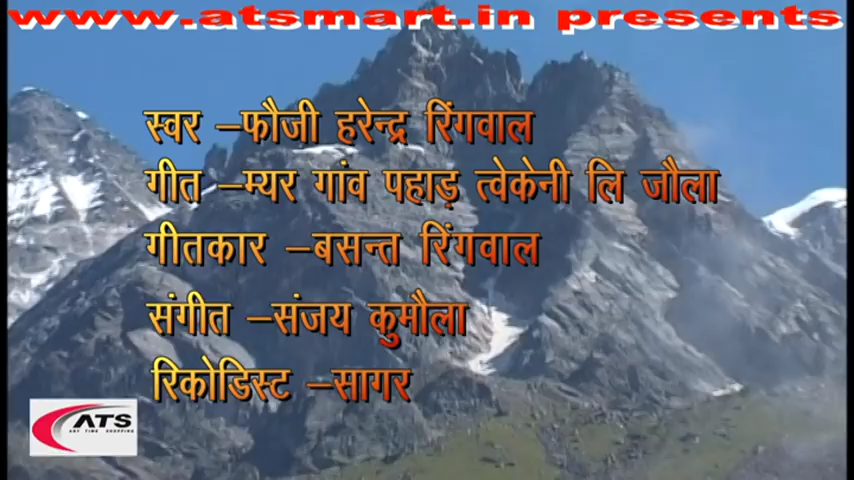 www.atsmart.in presents
स्वर –फौजी हरेन्द्र रिंगवाल
गीत –म्यर गांव पहाड़ त्वेकेनी लि जौला
गीतकार –बसन्त रिंगवाल
संगीत –संजय कुमौला
रिकोडिस्ट –सागर
ATS
ANY TIME SHOPPING